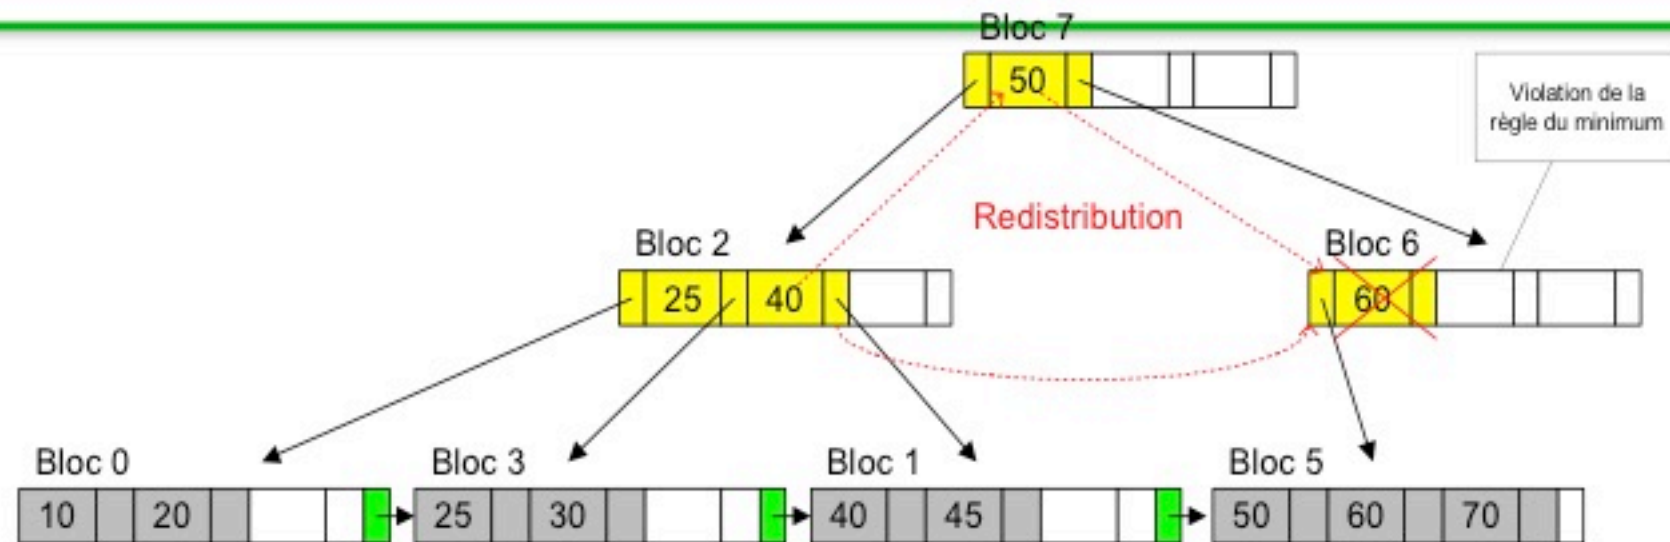 Bloc 7
50
Violation de la
règle du minimum
Redistribution
Bloc 2
Bloc 6
25 40
60
Bloc 0
Bloc 3
Bloc 1
Bloc 5
10 20
25 30
40 45
50 60 70